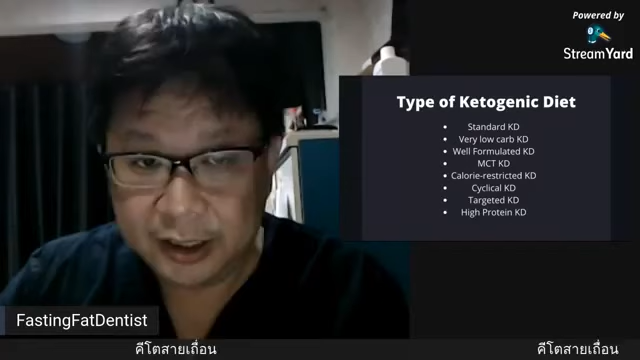 Powered by
StreamYard
Type of Ketogenic Diet
• Standard KD
• Very low carb KD
• Well Formulated KD
• MCT KD
• Calorie-restricted KD
• Cyclical KD
• Targeted KD
• High Protein KD
FastingFatDentist
คีโตสายเถื่อน
คีโตสายเถื่อน